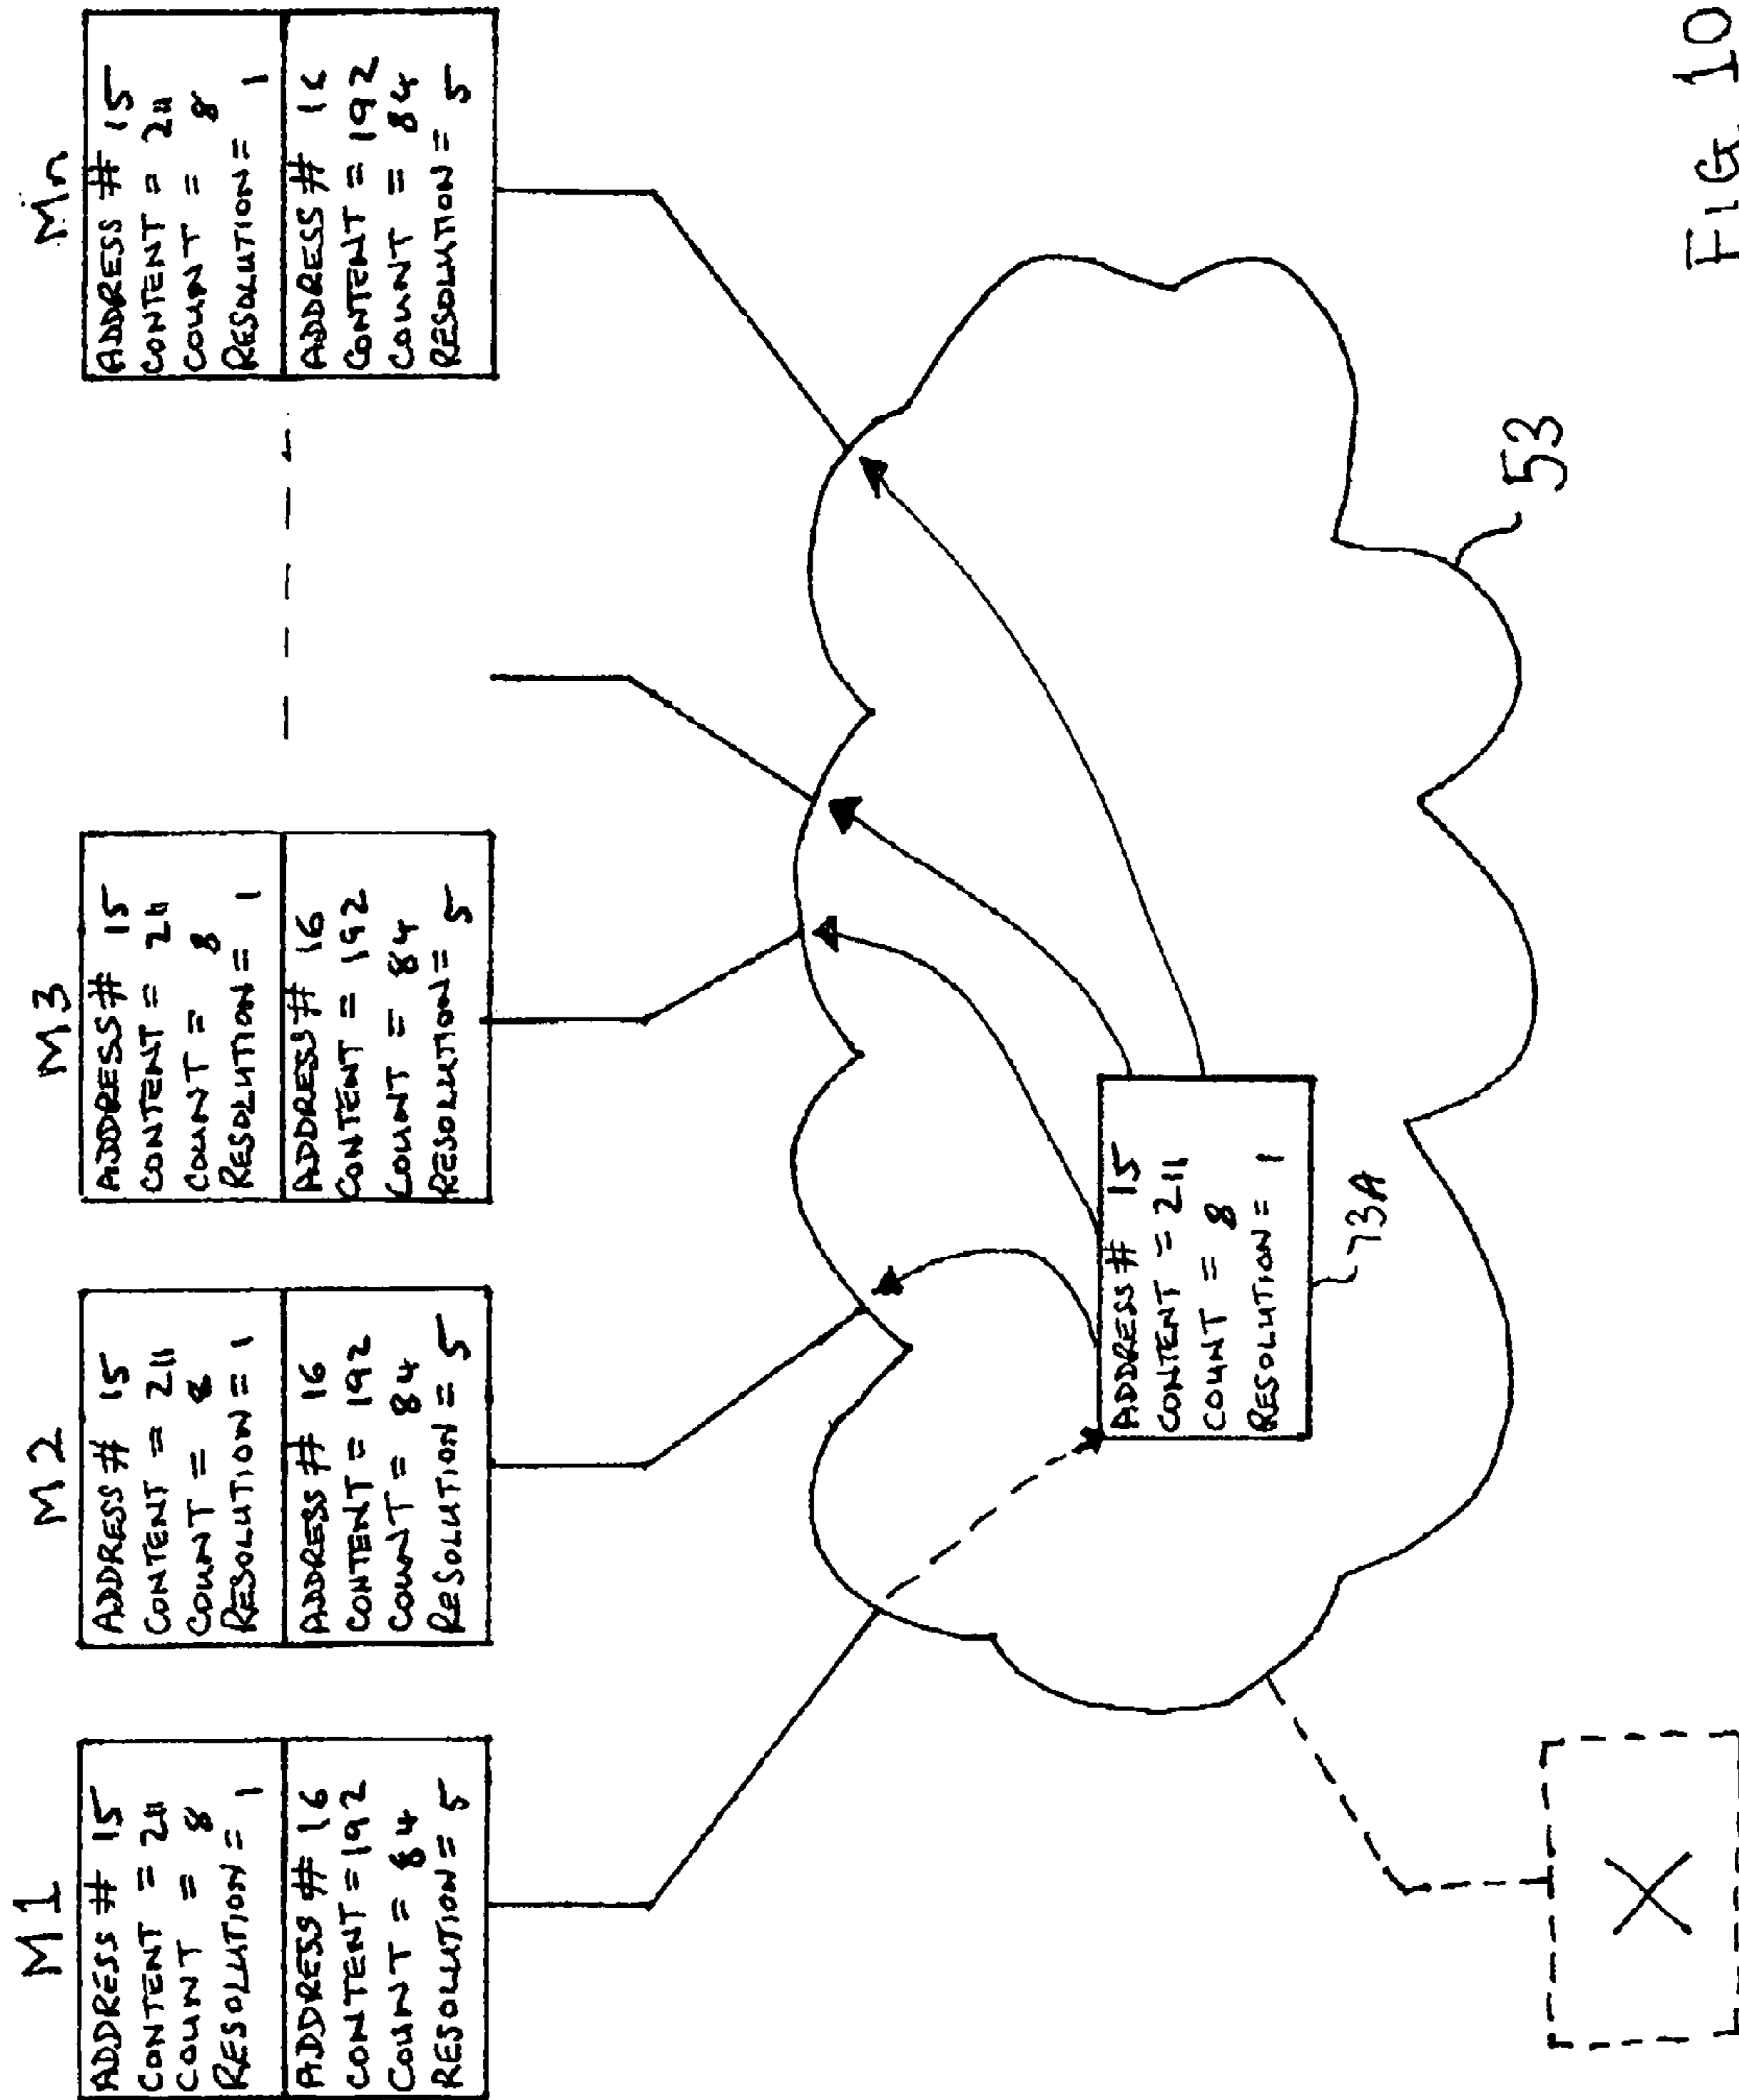 M1
ADDRESS # 15
CONTENT = 211
COUNT = 8
RESOLUTION = 1
ADDRESS # 16
CONTENT = 192
COUNT = 84
RESOLUTION = 5
M2
ADDRESS # 15
CONTENT = 211
COUNT = 8
RESOLUTION = 1
ADDRESS # 16
CONTENT = 192
COUNT = 84
RESOLUTION = 5
M3
ADDRESS # 15
CONTENT = 211
COUNT = 8
RESOLUTION = 1
ADDRESS # 16
CONTENT = 192
COUNT = 84
RESOLUTION = 5
Mn
ADDRESS # 15
CONTENT = 211
COUNT = 8
RESOLUTION = 1
ADDRESS # 16
CONTENT = 192
COUNT = 84
RESOLUTION = 5
ADDRESS # 15
CONTENT = 211
COUNT = 8
RESOLUTION = 1
73A
53
X
FIG. 10